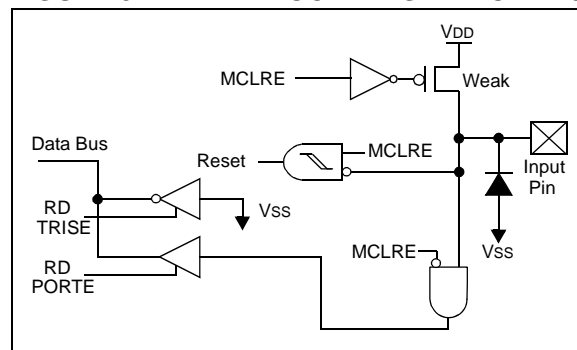 VDD
MCLRE
Weak
Data Bus
Reset
MCLRE
Input
Pin
RD
TRISE
VSS
VSS
MCLRE
RD
PORTE